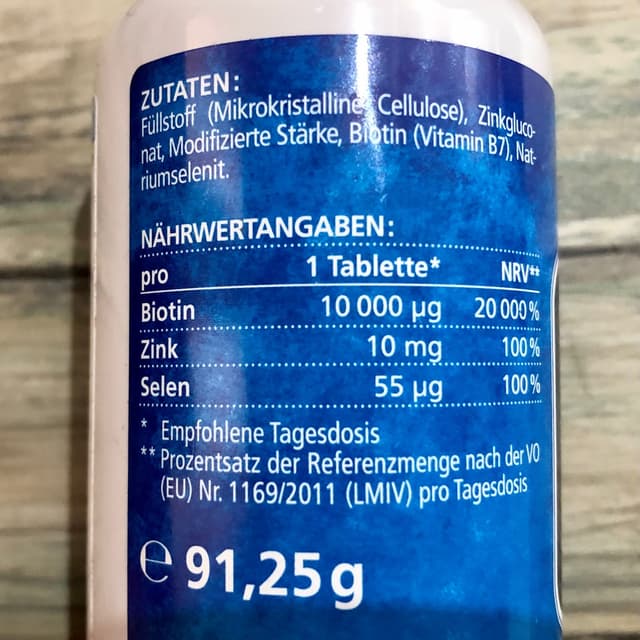 ZUTATEN:
Füllstoff (Mikrokristalline Cellulose), Zinkgluco-
nat, Modifizierte Stärke, Biotin (Vitamin B7), Nat-
riumselenit.
NÄHRWERTANGABEN:
pro 1 Tablette* NRV**
Biotin 10 000 µg 20 000 %
Zink 10 mg 100 %
Selen 55 µg 100 %
* Empfohlene Tagesdosis
** Prozentsatz der Referenzmenge nach der VO
(EU) Nr. 1169/2011 (LMIV) pro Tagesdosis
℮ 91,25 g